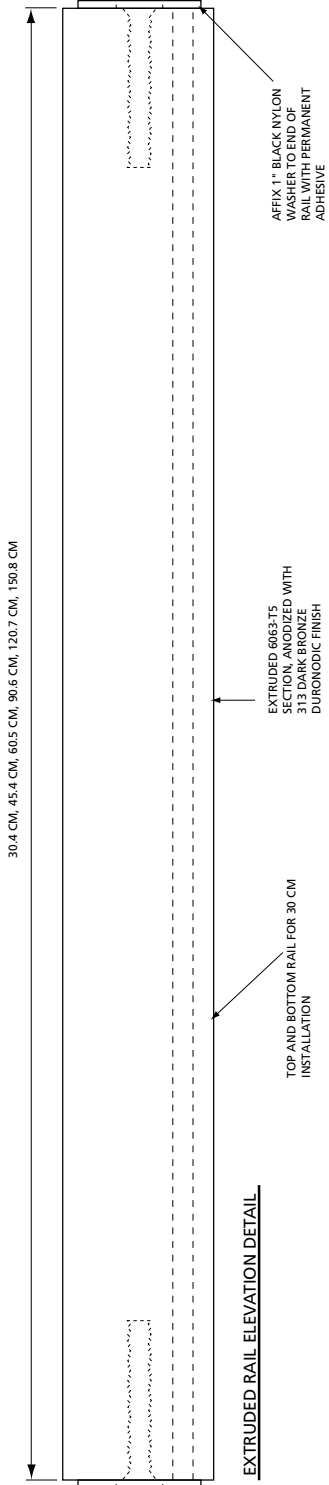 30.4 CM, 45.4 CM, 60.5 CM, 90.6 CM, 120.7 CM, 150.8 CM
AFFIX 1" BLACK NYLON
WASHER TO END OF
RAIL WITH PERMANENT
ADHESIVE
EXTRUDED 6063-T5
SECTION, ANODIZED WITH
313 DARK BRONZE
DURONODIC FINISH
TOP AND BOTTOM RAIL FOR 30 CM
INSTALLATION
EXTRUDED RAIL ELEVATION DETAIL